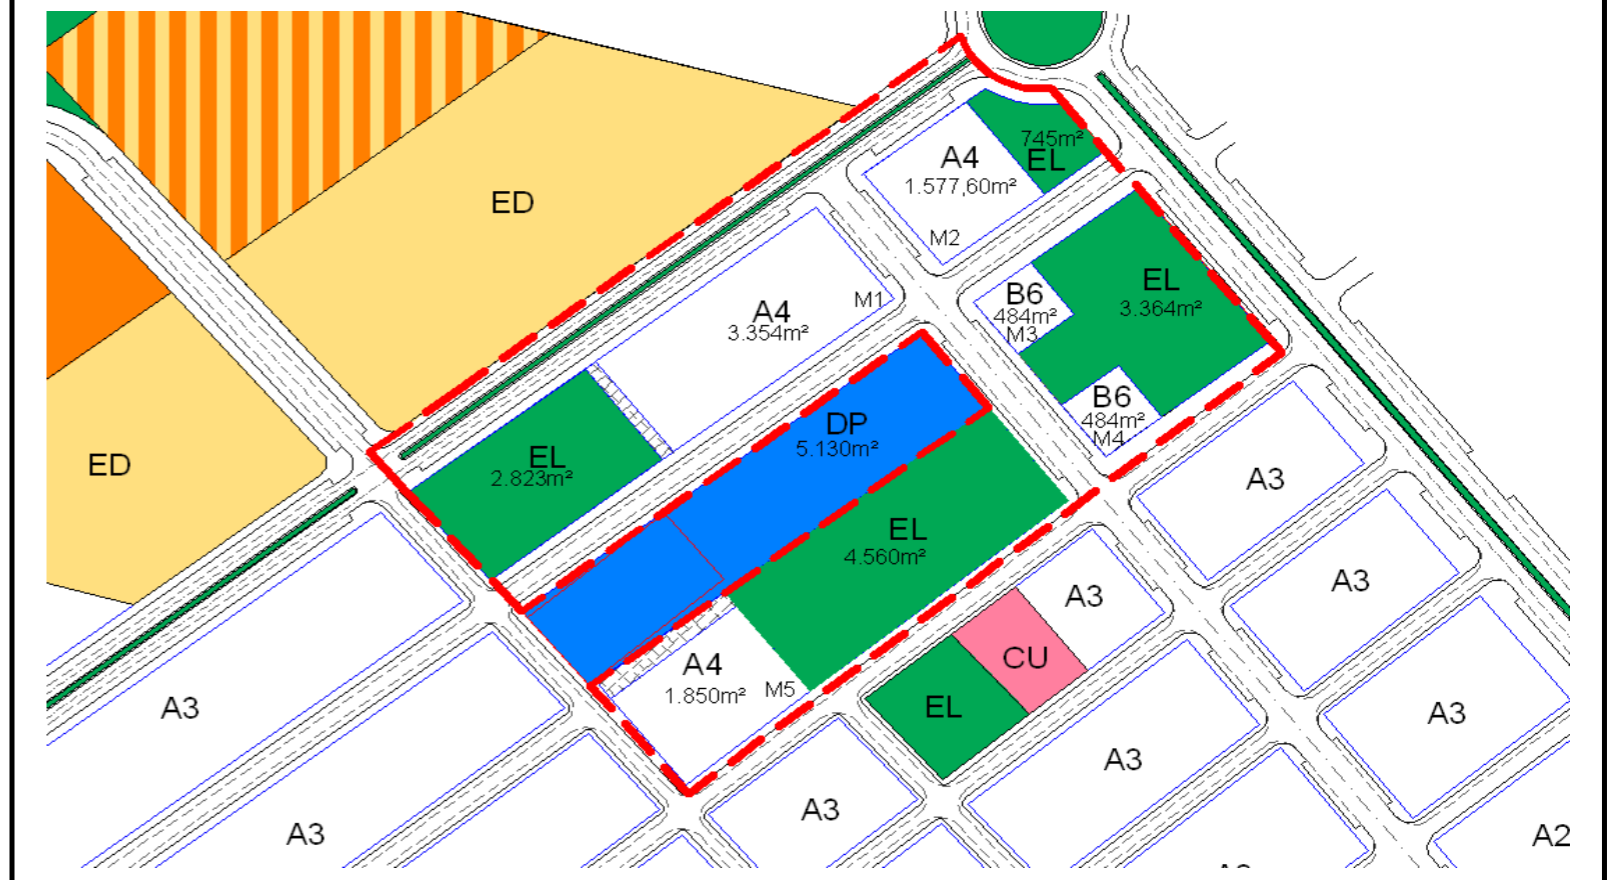 745m²
EL
A4
1.577,60m²
M2
ED
EL
3.364m²
B6
484m²
M3
M1
A4
3.354m²
B6
484m²
M4
DP
5.130m²
EL
2.823m²
ED
A3
EL
4.560m²
A3
A3
CU
A4
1.850m²
M5
EL
A3
A3
A3
A3
A3
A2